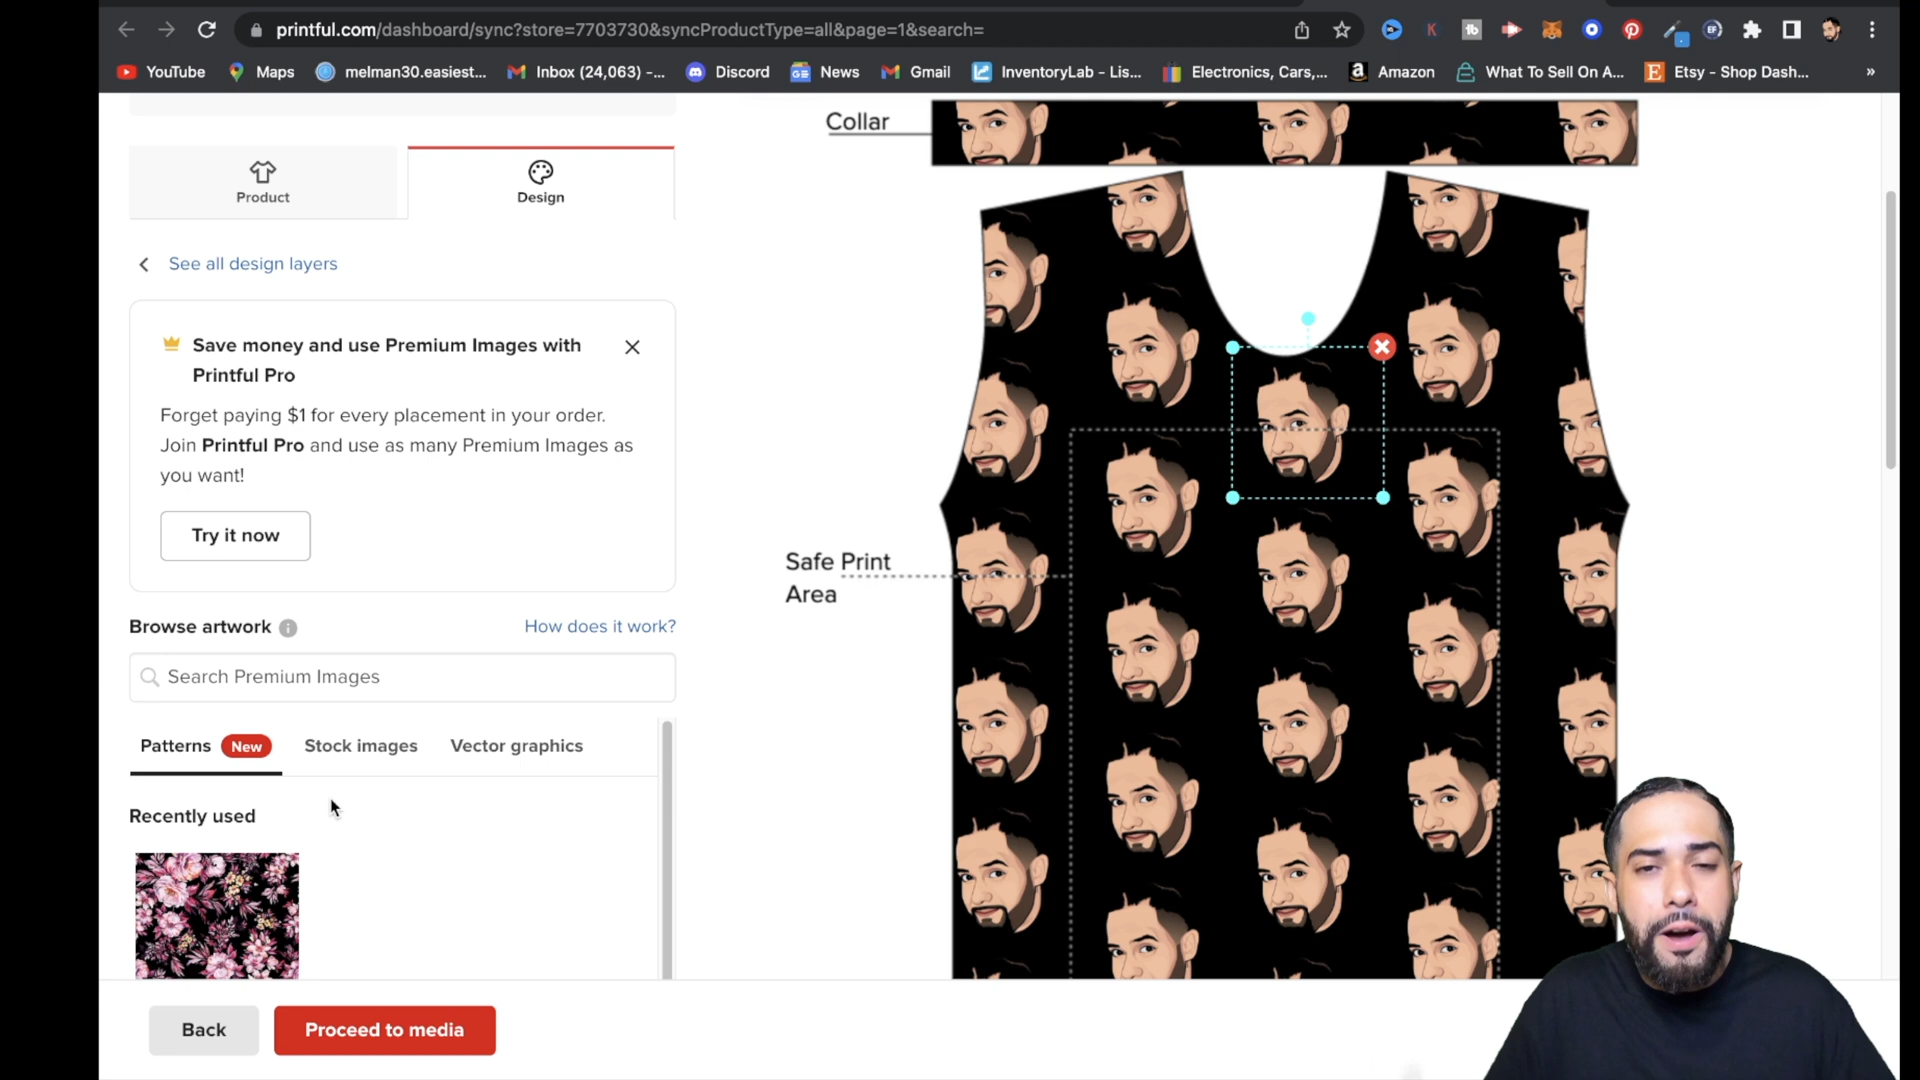 printful.com/dashboard/sync?store=7703730&syncProductType=all&page=1&search=
YouTube Maps melman30.easiest... Inbox (24,063) -... Discord News Gmail InventoryLab - Lis... Electronics, Cars,... Amazon What To Sell On A... Etsy - Shop Dash... »
Product
Design
See all design layers
Save money and use Premium Images with
Printful Pro
Forget paying $1 for every placement in your order.
Join Printful Pro and use as many Premium Images as
you want!
Try it now
Browse artwork
How does it work?
Search Premium Images
Patterns New Stock images Vector graphics
Recently used
Back
Proceed to media
Collar
Safe Print
Area